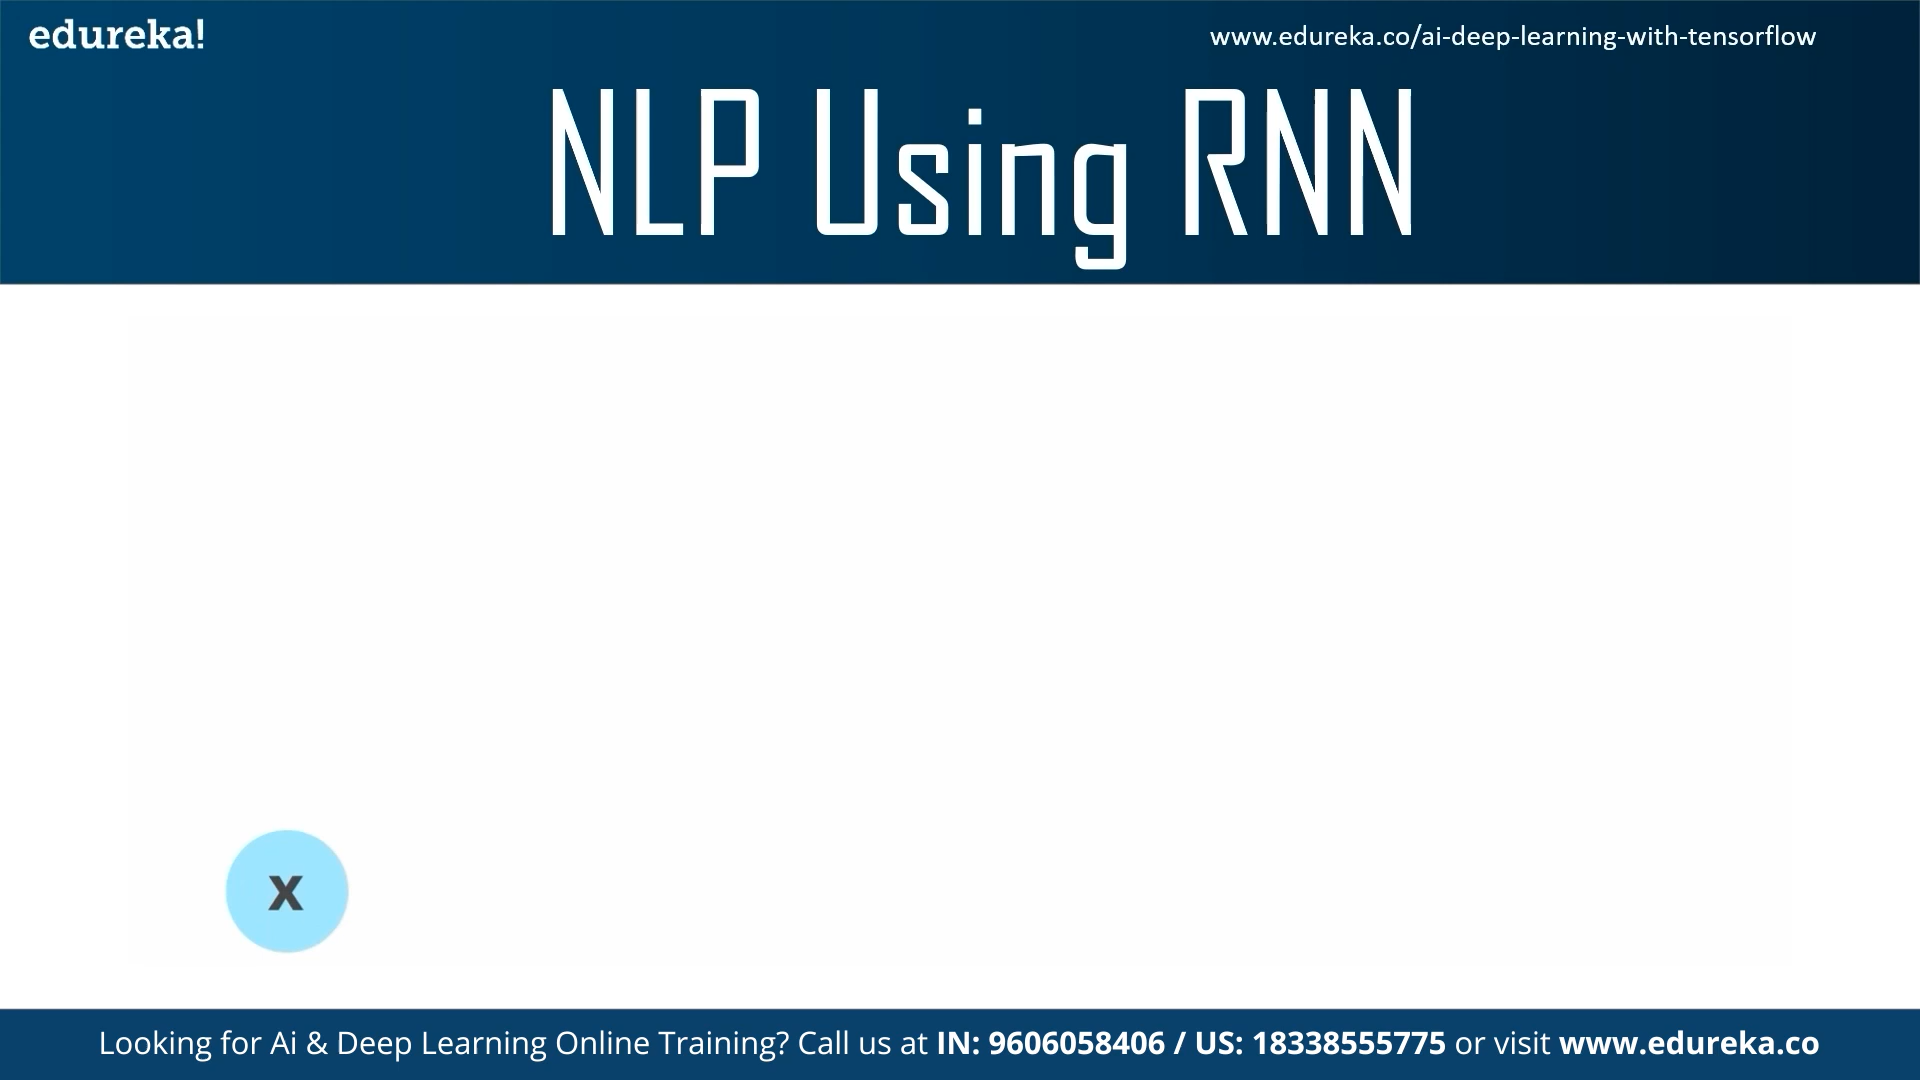 edureka!
www.edureka.co/ai-deep-learning-with-tensorflow
NLP Using RNN
x
Looking for Ai & Deep Learning Online Training? Call us at IN: 9606058406 / US: 18338555775 or visit www.edureka.co